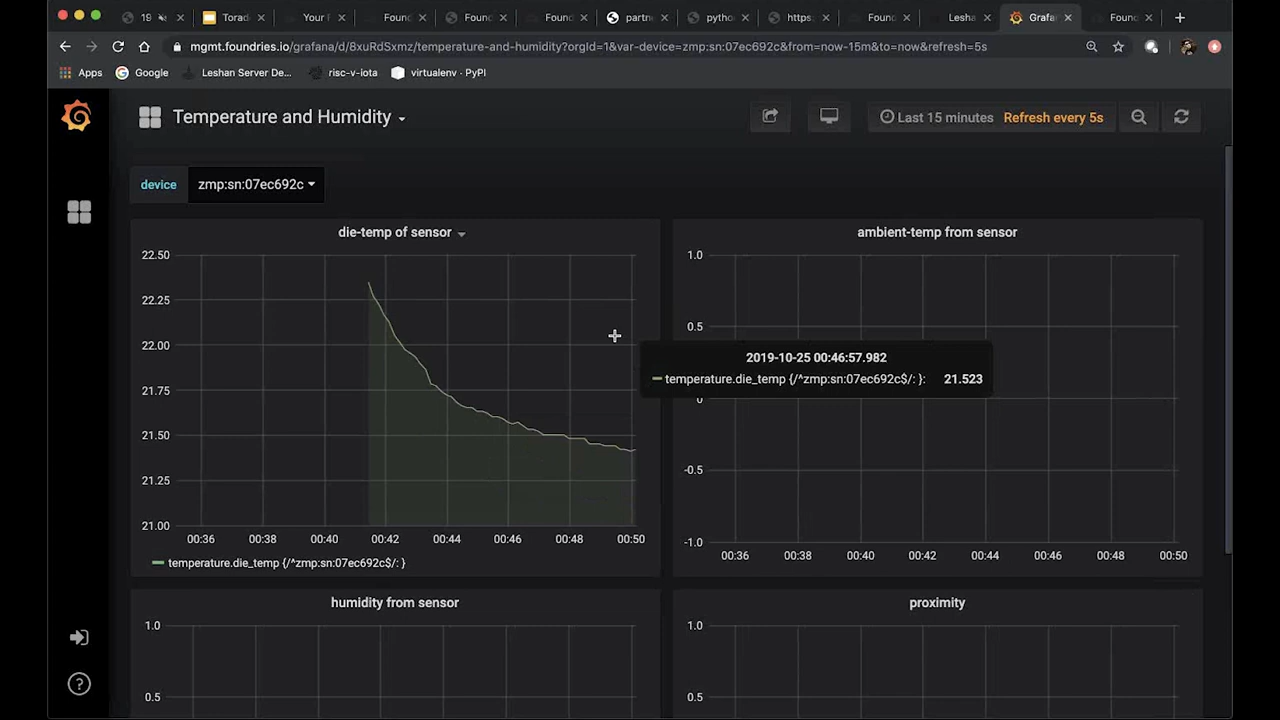 19
Torad
Your F
Found
Found
Found
partne
python
https:
Found
Lesha
Grafa
Found
mgmt.foundries.io/grafana/d/8xuRdSxmz/temperature-and-humidity?orgId=1&var-device=zmp:sn:07ec692c&from=now-15m&to=now&refresh=5s
Apps
Google
Leshan Server De...
risc-v-iota
virtualenv · PyPI
Temperature and Humidity
Last 15 minutes Refresh every 5s
device zmp:sn:07ec692c
die-temp of sensor
22.50
22.25
22.00
21.75
21.50
21.25
21.00
00:36 00:38 00:40 00:42 00:44 00:46 00:48 00:50
temperature.die_temp {/^zmp:sn:07ec692c$/: }
ambient-temp from sensor
1.0
0.5
0
-0.5
-1.0
00:36 00:38 00:40 00:42 00:44 00:46 00:48 00:50
2019-10-25 00:46:57.982
temperature.die_temp {/^zmp:sn:07ec692c$/: }: 21.523
humidity from sensor
1.0
0.5
proximity
1.0
0.5